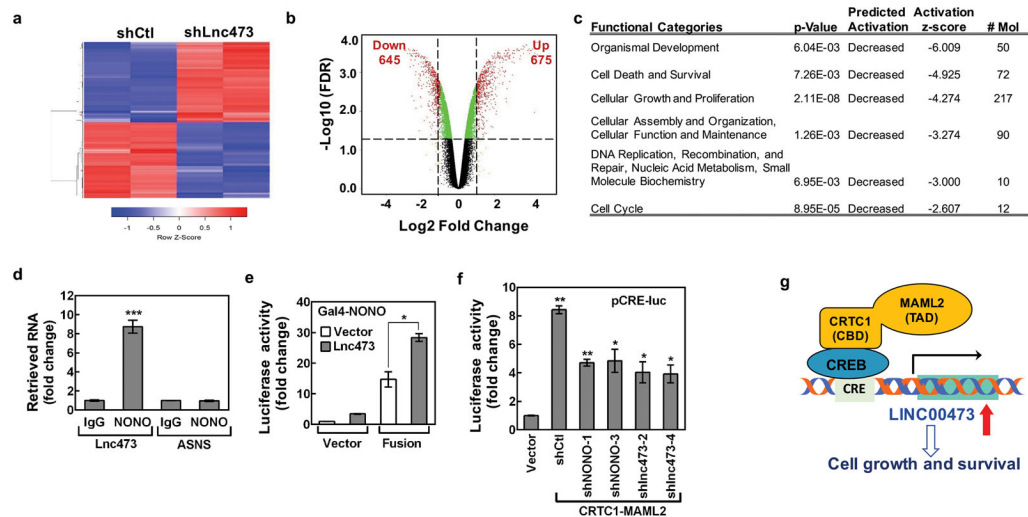 a
shCtl shLnc473
-1 -0.5 0 0.5 1
Row Z-Score
b
Down
645
Up
675
4.0
3.0
2.0
1.0
0.0
-Log10 (FDR)
-4 -2 0 2 4
Log2 Fold Change
c
Functional Categories p-Value Predicted Activation Activation z-score # Mol
Organismal Development 6.04E-03 Decreased -6.009 50
Cell Death and Survival 7.26E-03 Decreased -4.925 72
Cellular Growth and Proliferation 2.11E-08 Decreased -4.274 217
Cellular Assembly and Organization,
Cellular Function and Maintenance 1.26E-03 Decreased -3.274 90
DNA Replication, Recombination, and
Repair, Nucleic Acid Metabolism, Small
Molecule Biochemistry 6.95E-03 Decreased -3.000 10
Cell Cycle 8.95E-05 Decreased -2.607 12
d
Retrieved RNA
(fold change)
12
10
8
6
4
2
0
***
IgG NONO IgG NONO
Lnc473 ASNS
e
Luciferase activity
(fold change)
40
30
20
10
0
Gal4-NONO
Vector
Lnc473
*
Vector Fusion
f
Luciferase activity
(fold change)
10
8
6
4
2
0
pCRE-luc
** ** * * *
Vector
shCtl
shNONO-1
shNONO-3
shlnc473-2
shlnc473-4
CRTC1-MAML2
g
MAML2
(TAD)
CRTC1
(CBD)
CREB
CRE
LINC00473
Cell growth and survival